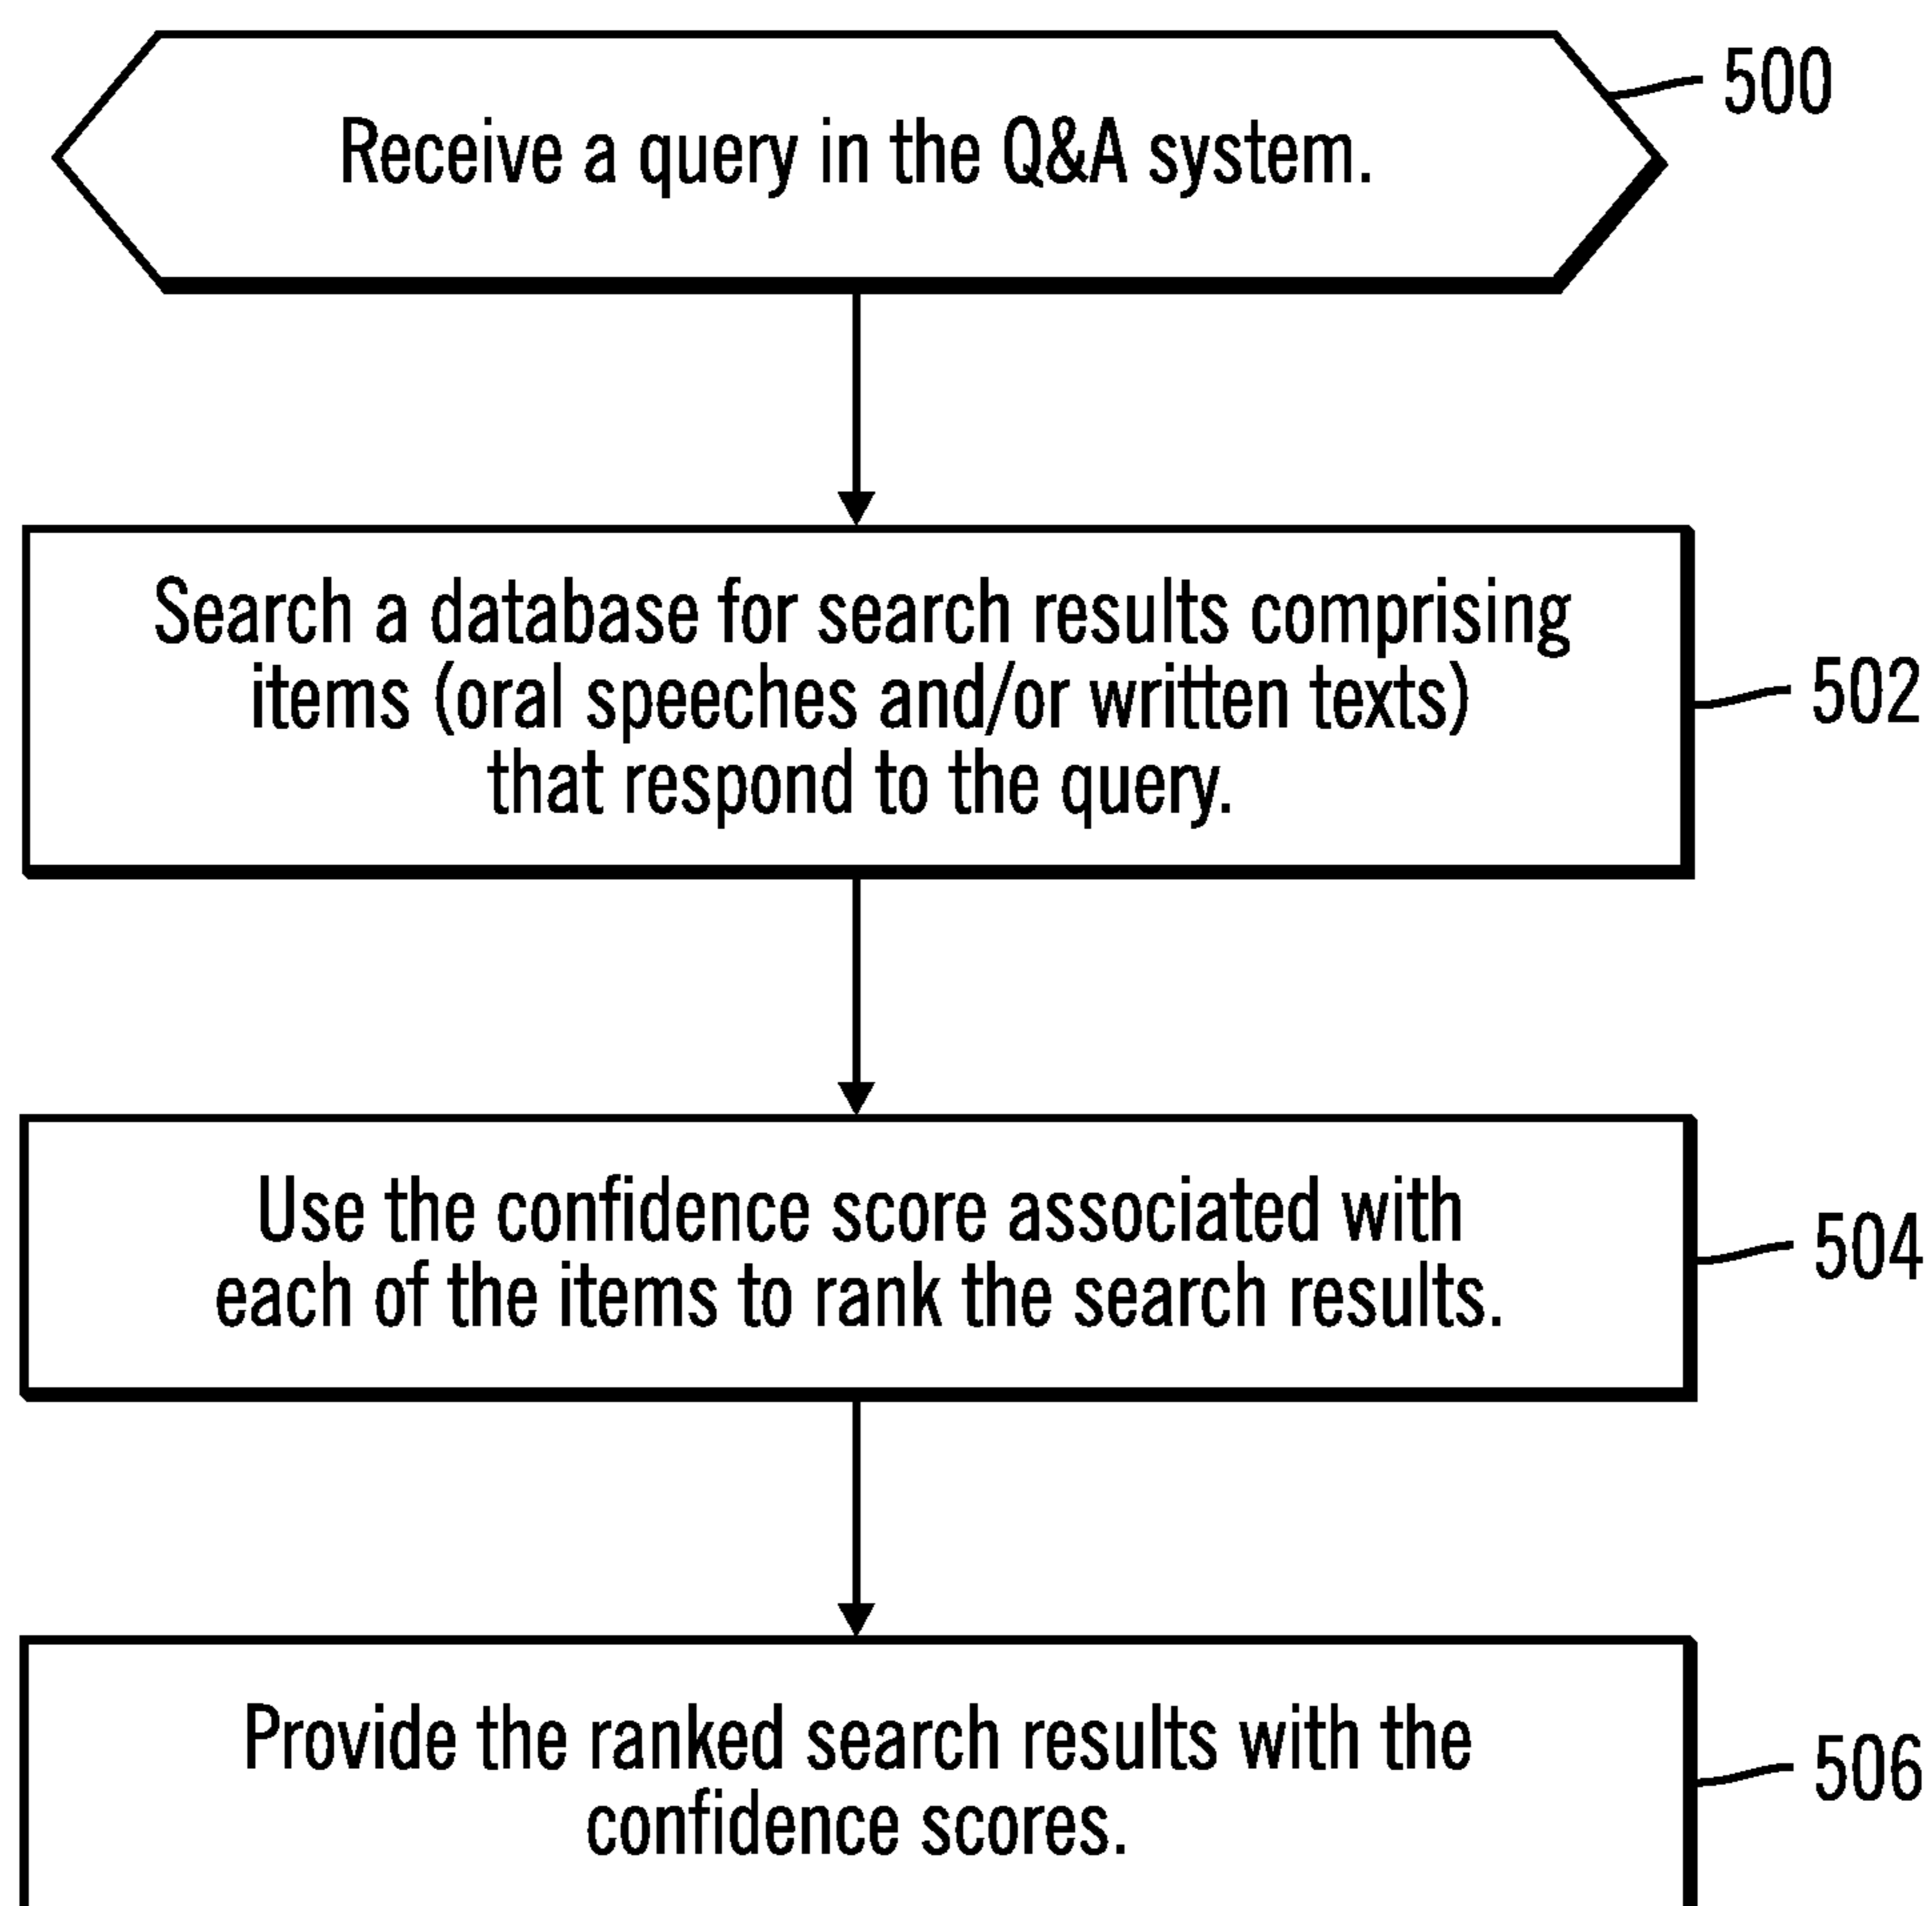 Receive a query in the Q&A system.
500
Search a database for search results comprising
items (oral speeches and/or written texts)
that respond to the query.
502
Use the confidence score associated with
each of the items to rank the search results.
504
Provide the ranked search results with the
confidence scores.
506